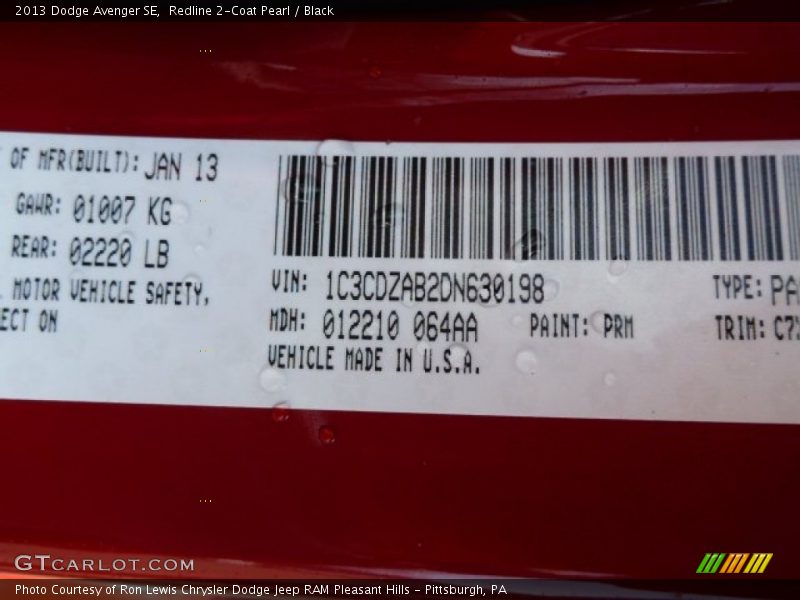 2013 Dodge Avenger SE, Redline 2-Coat Pearl / Black
OF MFR(BUILT): JAN 13
GAWR: 01007 KG
REAR: 02220 LB
MOTOR VEHICLE SAFETY,
ECT ON
VIN: 1C3CDZAB2DN630198 TYPE: PA
MDH: 012210 064AA PAINT: PRM TRIM: C7
VEHICLE MADE IN U.S.A.
GTCARLOT.COM
Photo Courtesy of Ron Lewis Chrysler Dodge Jeep RAM Pleasant Hills - Pittsburgh, PA